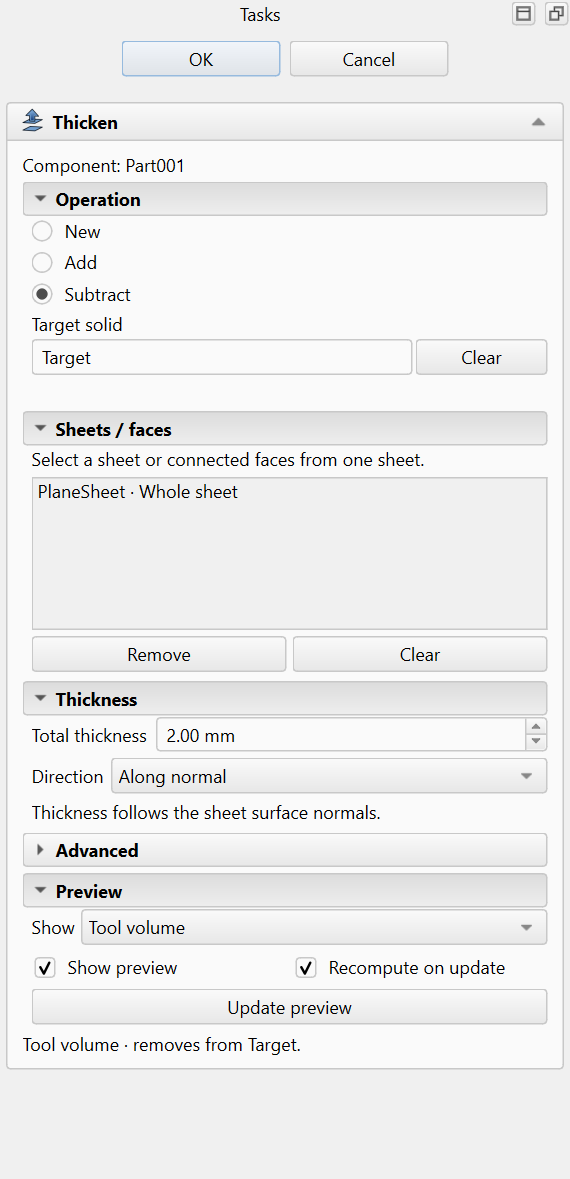 Tasks
OK Cancel
Thicken
Component: Part001
Operation
New
Add
Subtract
Target solid
Target Clear
Sheets / faces
Select a sheet or connected faces from one sheet.
PlaneSheet · Whole sheet
Remove Clear
Thickness
Total thickness 2.00 mm
Direction Along normal
Thickness follows the sheet surface normals.
Advanced
Preview
Show Tool volume
Show preview Recompute on update
Update preview
Tool volume · removes from Target.